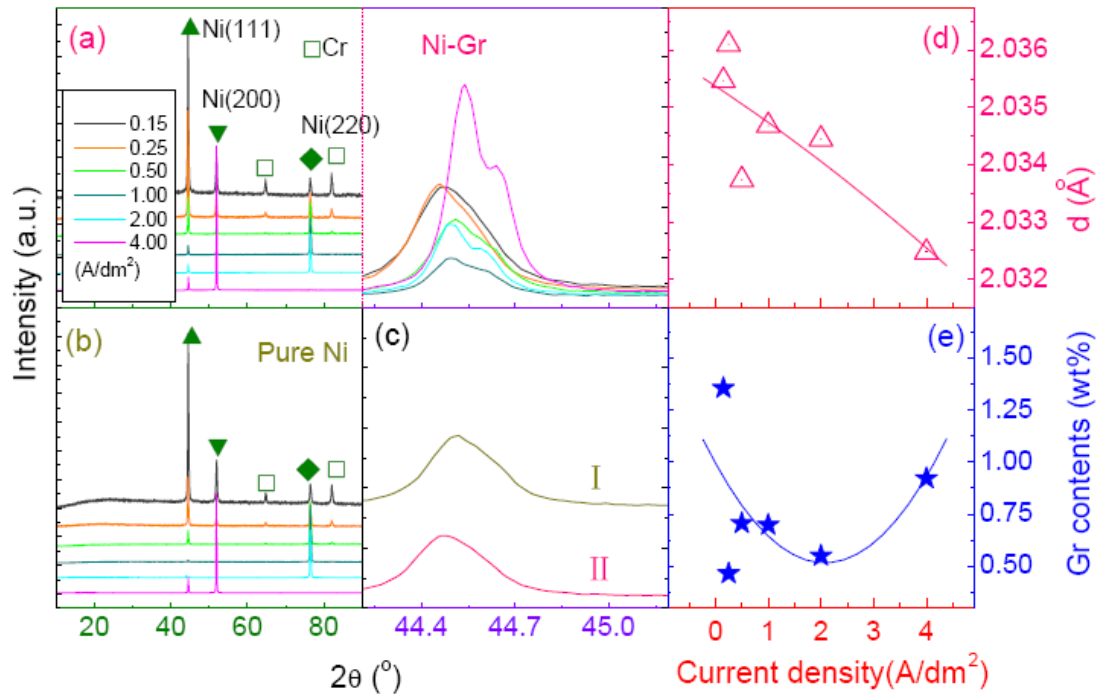 (a)
Ni(111)
□Cr
Ni(200)
Ni(220)
0.15
0.25
0.50
1.00
2.00
4.00
(A/dm²)
Ni-Gr
(d)
2.036
2.035
2.034
2.033
2.032
d (Å)
Intensity (a.u.)
(b)
Pure Ni
(c)
I
II
(e)
1.50
1.25
1.00
0.75
0.50
Gr contents (wt%)
20 40 60 80
44.4 44.7 45.0
0 1 2 3 4
2θ (°)
Current density(A/dm²)